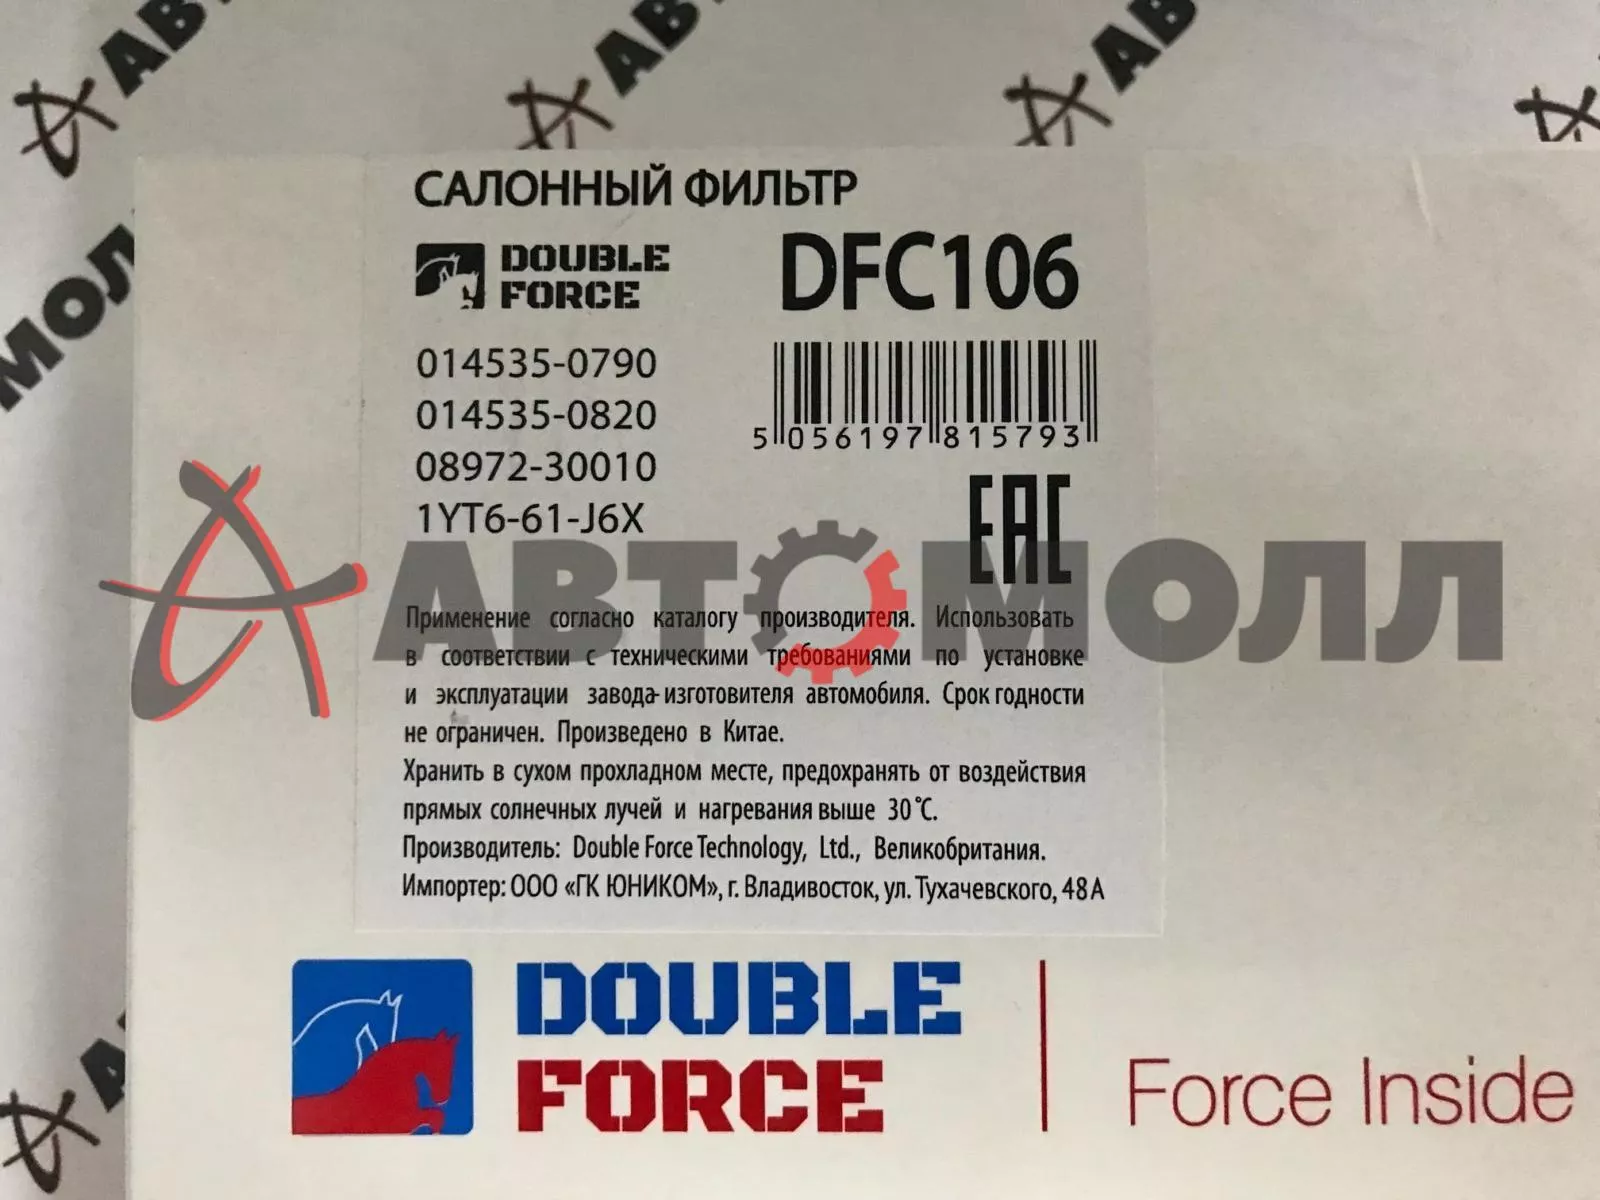 САЛОННЫЙ ФИЛЬТР
DOUBLE
FORCE
DFC106
014535-0790
014535-0820
08972-30010
1YT6-61-J6X
5 056197 815793
EAC
АВТОМОЛЛ
Применение согласно каталогу производителя. Использовать
в соответствии с техническими требованиями по установке
и эксплуатации завода-изготовителя автомобиля. Срок годности
не ограничен. Произведено в Китае.
Хранить в сухом прохладном месте, предохранять от воздействия
прямых солнечных лучей и нагревания выше 30 °С.
Производитель: Double Force Technology, Ltd., Великобритания.
Импортер: ООО «ГК ЮНИКОМ», г. Владивосток, ул. Тухачевского, 48 А
DOUBLE
FORCE
Force Inside